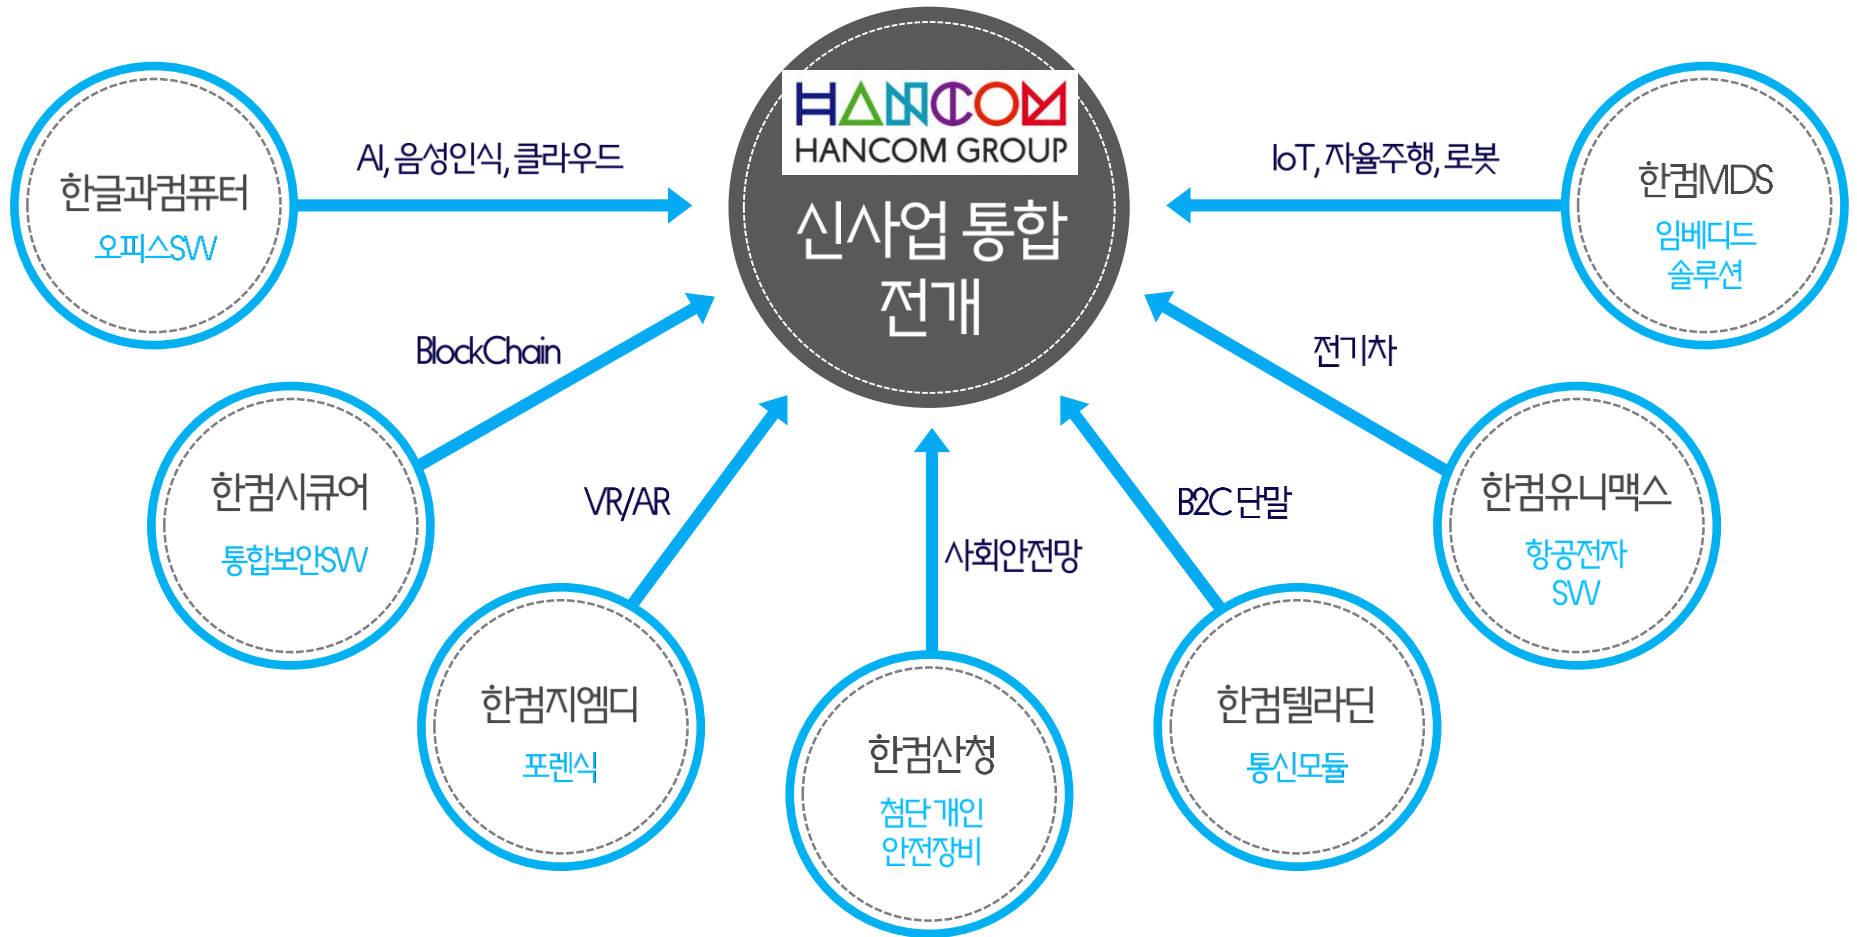 HANCOM
HANCOM GROUP
신사업 통합
전개
한글과컴퓨터
오피스SW
AI, 음성인식, 클라우드
IoT, 자율주행, 로봇
한컴MDS
임베디드
솔루션
BlockChain
전기차
한컴시큐어
통합보안SW
VR/AR
B2C 단말
한컴유니맥스
항공전자
SW
사회안전망
한컴지엠디
포렌식
한컴산청
첨단 개인
안전장비
한컴텔라딘
통신모듈